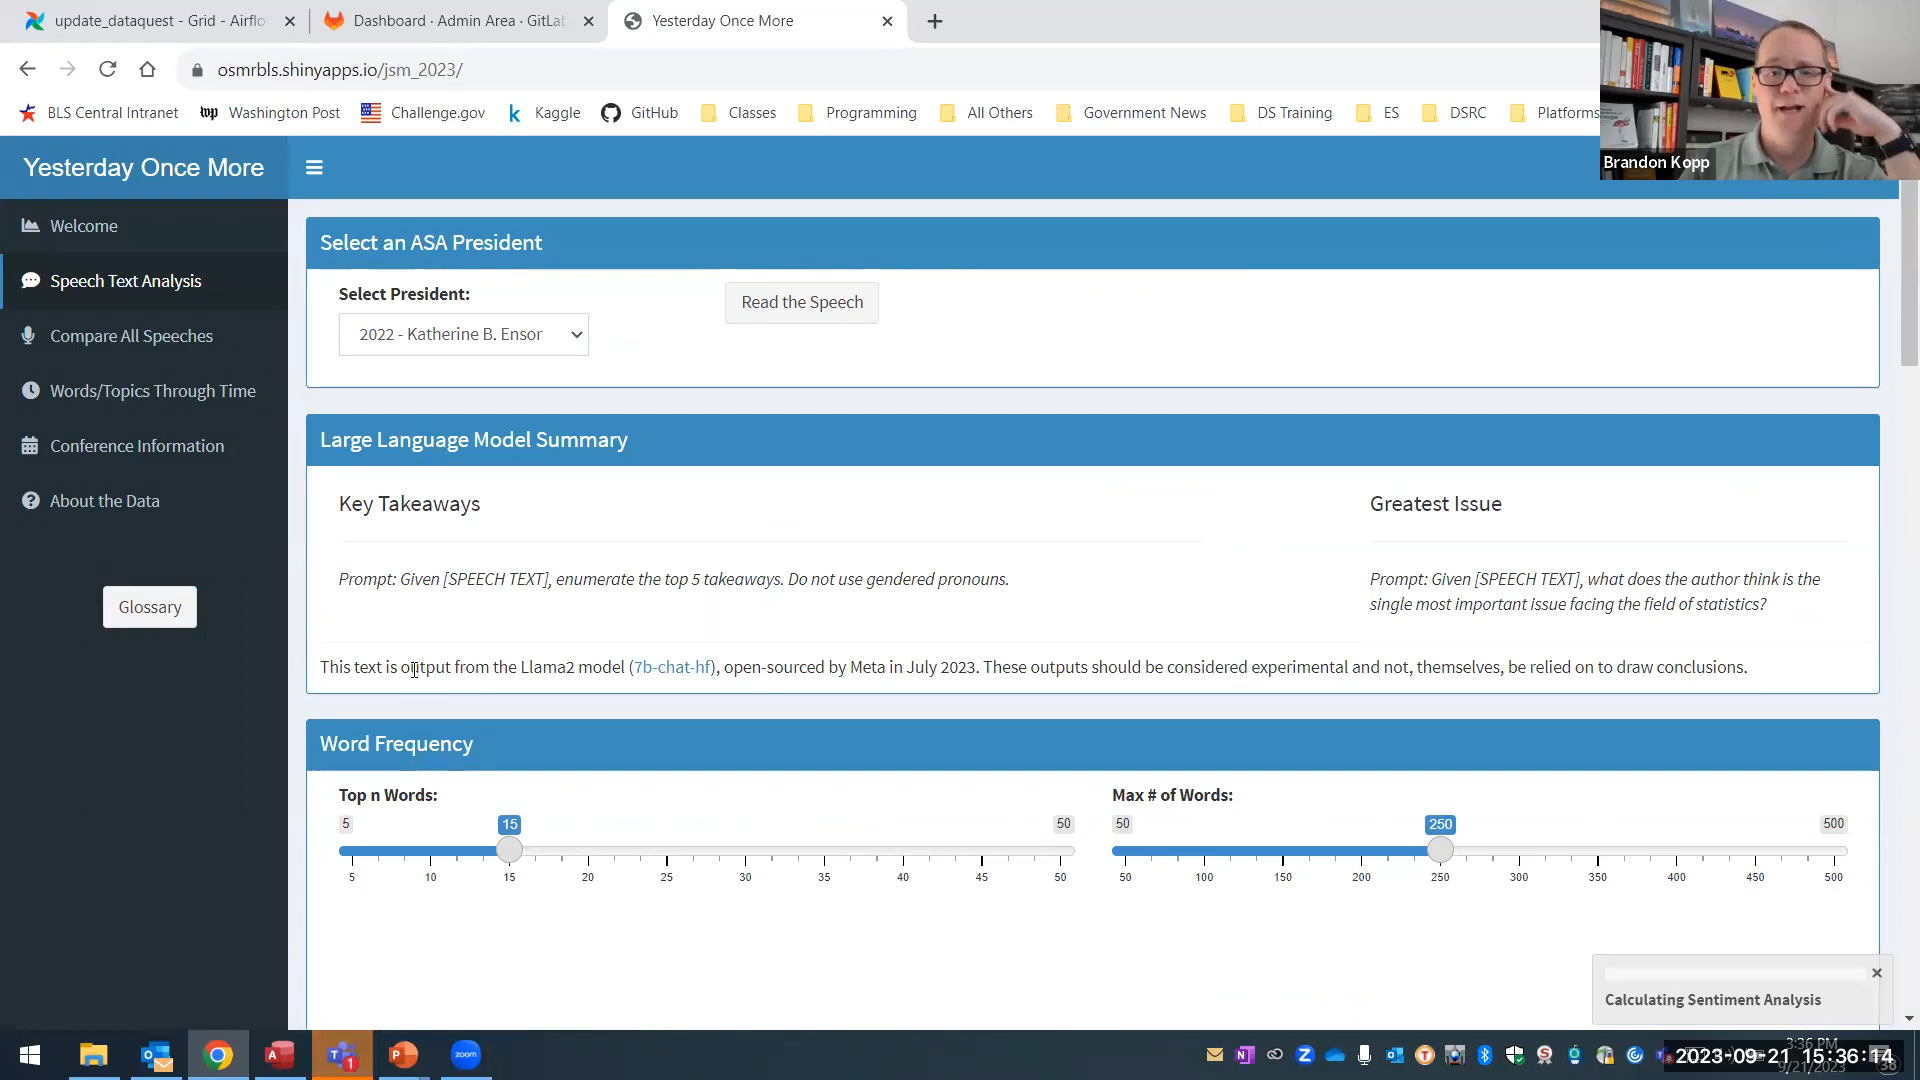 update_dataquest - Grid - Airflo
Dashboard · Admin Area · GitLab
Yesterday Once More
osmrbls.shinyapps.io/jsm_2023/
BLS Central Intranet
wp Washington Post
Challenge.gov
k Kaggle
GitHub
Classes
Programming
All Others
Government News
DS Training
ES
DSRC
Platforms
Brandon Kopp
Yesterday Once More
Welcome
Speech Text Analysis
Compare All Speeches
Words/Topics Through Time
Conference Information
About the Data
Glossary
Select an ASA President
Select President:
2022 - Katherine B. Ensor
Read the Speech
Large Language Model Summary
Key Takeaways
Greatest Issue
Prompt: Given [SPEECH TEXT], enumerate the top 5 takeaways. Do not use gendered pronouns.
Prompt: Given [SPEECH TEXT], what does the author think is the
single most important issue facing the field of statistics?
This text is output from the Llama2 model (7b-chat-hf), open-sourced by Meta in July 2023. These outputs should be considered experimental and not, themselves, be relied on to draw conclusions.
Word Frequency
Top n Words:
5 15 50
5 10 15 20 25 30 35 40 45 50
Max # of Words:
50 250 500
50 100 150 200 250 300 350 400 450 500
Calculating Sentiment Analysis
zoom
3:36 PM
2023-09-21 15:36:14
9/21/2023
38